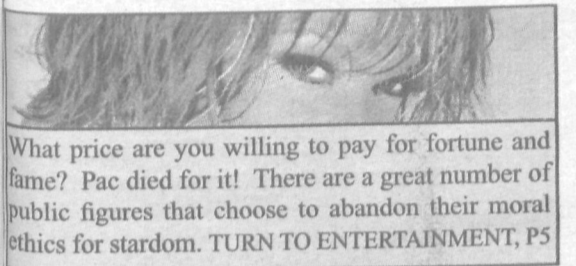 What price are you willing to pay for fortune and
fame? Pac died for it! There are a great number of
public figures that choose to abandon their moral
ethics for stardom. TURN TO ENTERTAINMENT, P5